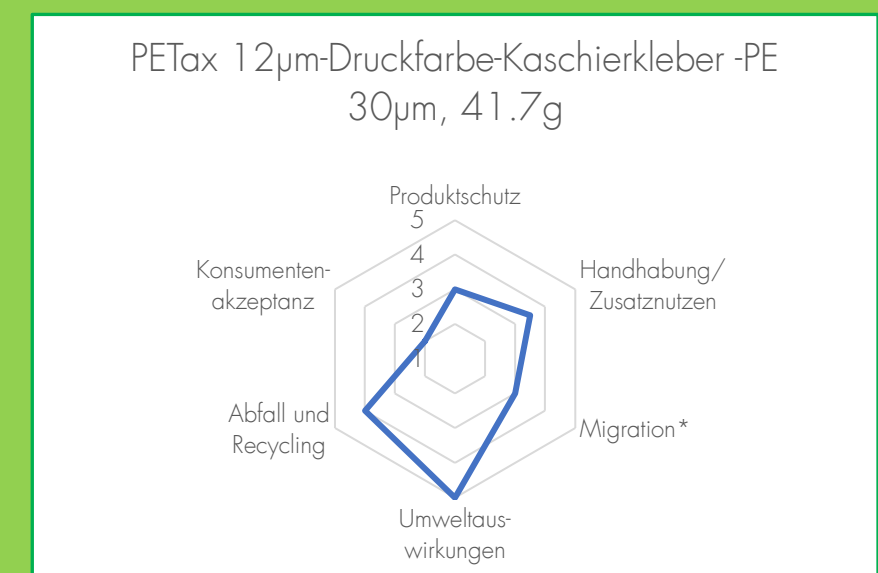 PETax 12µm-Druckfarbe-Kaschierkleber -PE
30µm, 41.7g
Produktschutz
5
4
3
2
1
Konsumenten-
akzeptanz
Handhabung/
Zusatznutzen
Abfall und
Recycling
Migration*
Umweltaus-
wirkungen